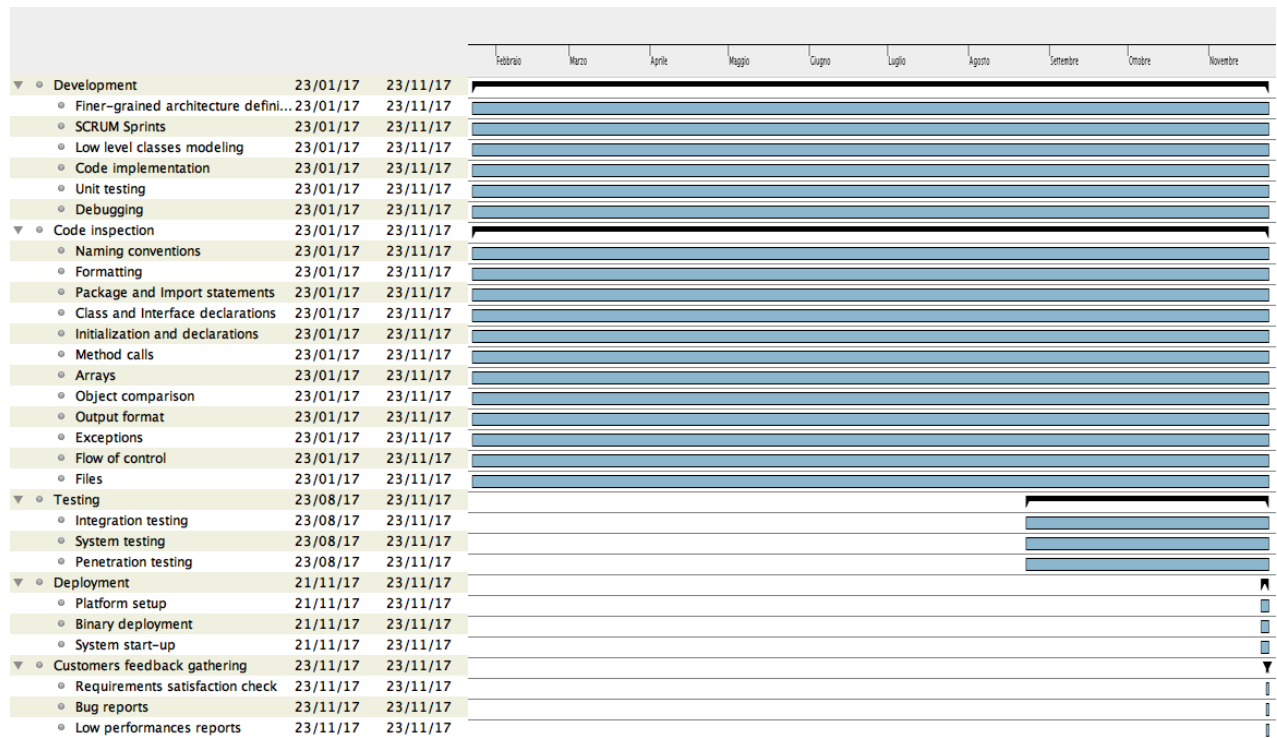 Febbraio Marzo Aprile Maggio Giugno Luglio Agosto Settembre Ottobre Novembre
Development 23/01/17 23/11/17
Finer-grained architecture defini... 23/01/17 23/11/17
SCRUM Sprints 23/01/17 23/11/17
Low level classes modeling 23/01/17 23/11/17
Code implementation 23/01/17 23/11/17
Unit testing 23/01/17 23/11/17
Debugging 23/01/17 23/11/17
Code inspection 23/01/17 23/11/17
Naming conventions 23/01/17 23/11/17
Formatting 23/01/17 23/11/17
Package and Import statements 23/01/17 23/11/17
Class and Interface declarations 23/01/17 23/11/17
Initialization and declarations 23/01/17 23/11/17
Method calls 23/01/17 23/11/17
Arrays 23/01/17 23/11/17
Object comparison 23/01/17 23/11/17
Output format 23/01/17 23/11/17
Exceptions 23/01/17 23/11/17
Flow of control 23/01/17 23/11/17
Files 23/01/17 23/11/17
Testing 23/08/17 23/11/17
Integration testing 23/08/17 23/11/17
System testing 23/08/17 23/11/17
Penetration testing 23/08/17 23/11/17
Deployment 21/11/17 23/11/17
Platform setup 21/11/17 23/11/17
Binary deployment 21/11/17 23/11/17
System start-up 21/11/17 23/11/17
Customers feedback gathering 23/11/17 23/11/17
Requirements satisfaction check 23/11/17 23/11/17
Bug reports 23/11/17 23/11/17
Low performances reports 23/11/17 23/11/17